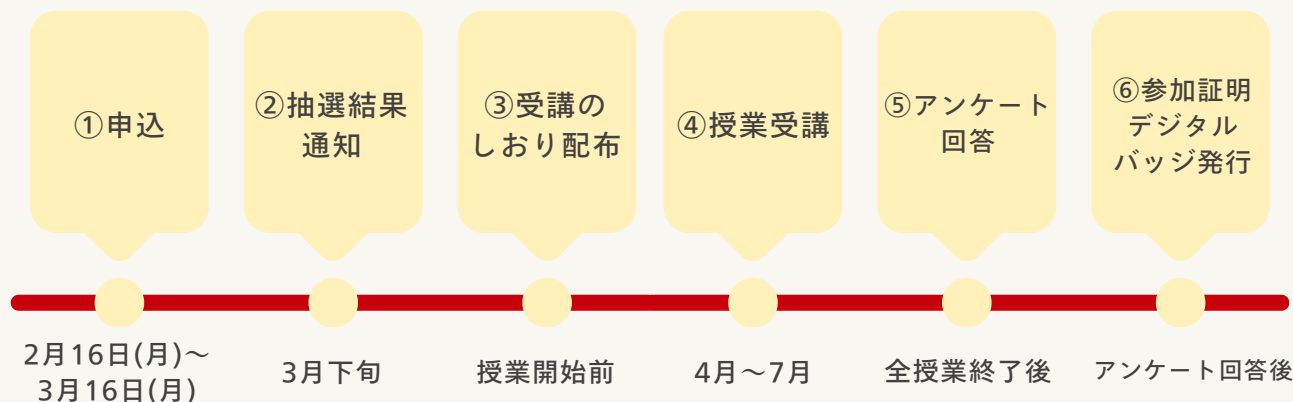 ①申込
②抽選結果
通知
③受講の
しおり配布
④授業受講
⑤アンケート
回答
⑥参加証明
デジタル
バッジ発行
2月16日(月)～
3月16日(月)
3月下旬
授業開始前
4月～7月
全授業終了後
アンケート回答後